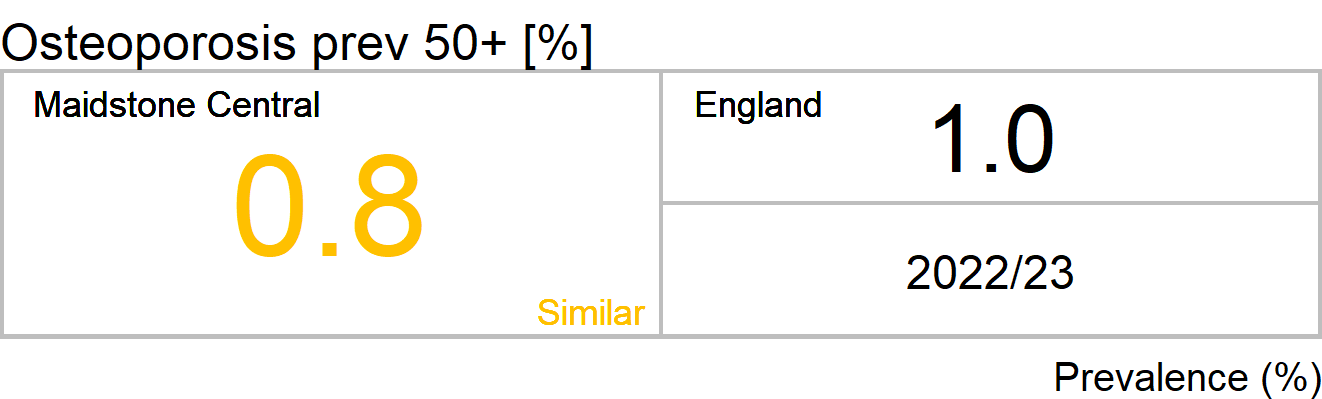 Osteoporosis prev 50+ [%]
Maidstone Central
0.8
Similar
England
1.0
2022/23
Prevalence (%)